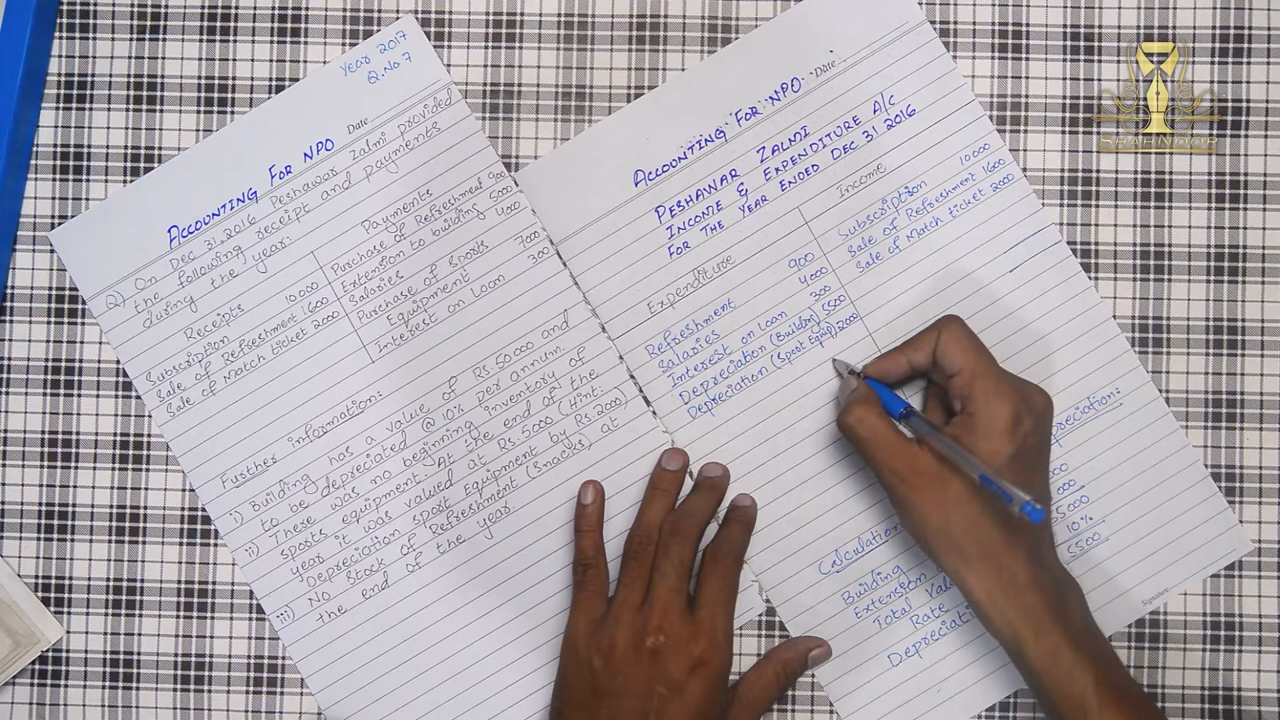 Year 2017
Q.No 7
Date
ACCOUNTING FOR NPO
Q) On Dec 31, 2016 Peshawar Zalmi provided
the following receipt and payments
during the year:
Receipts
Subscription 10000
Sale of Refreshment 1600
Sale of Match ticket 2000
Payments
Purchase of Refreshment 900
Extension to building 5000
Salaries 4000
Purchase of Sports
Equipment 7000
Interest on Loan 300
Further information:
i) Building has a value of Rs 50000 and
to be depreciated @ 10% per annum.
ii) There was no beginning inventory of
sports equipment. At the end of the
year it was valued at Rs. 5000 (Hint:
Depreciation sport Equipment by Rs. 2000)
iii) No Stock of Refreshment (Snacks) at
the end of the year
Date
ACCOUNTING FOR NPO
PESHAWAR ZALMI
INCOME & EXPENDITURE A/C
FOR THE YEAR ENDED DEC 31 2016
Expenditure
Refreshment 900
Salaries 4000
Interest on Loan 300
Depreciation (Building) 5500
Depreciation (Sport Equip) 2000
Income
Subscription 10000
Sale of Refreshment 1600
Sale of Match ticket 2000
Calculation
preciation:
Building
Extension
Total Val 55000
Rate 10%
Depreciati 5500
Signature
SHAHNOOR